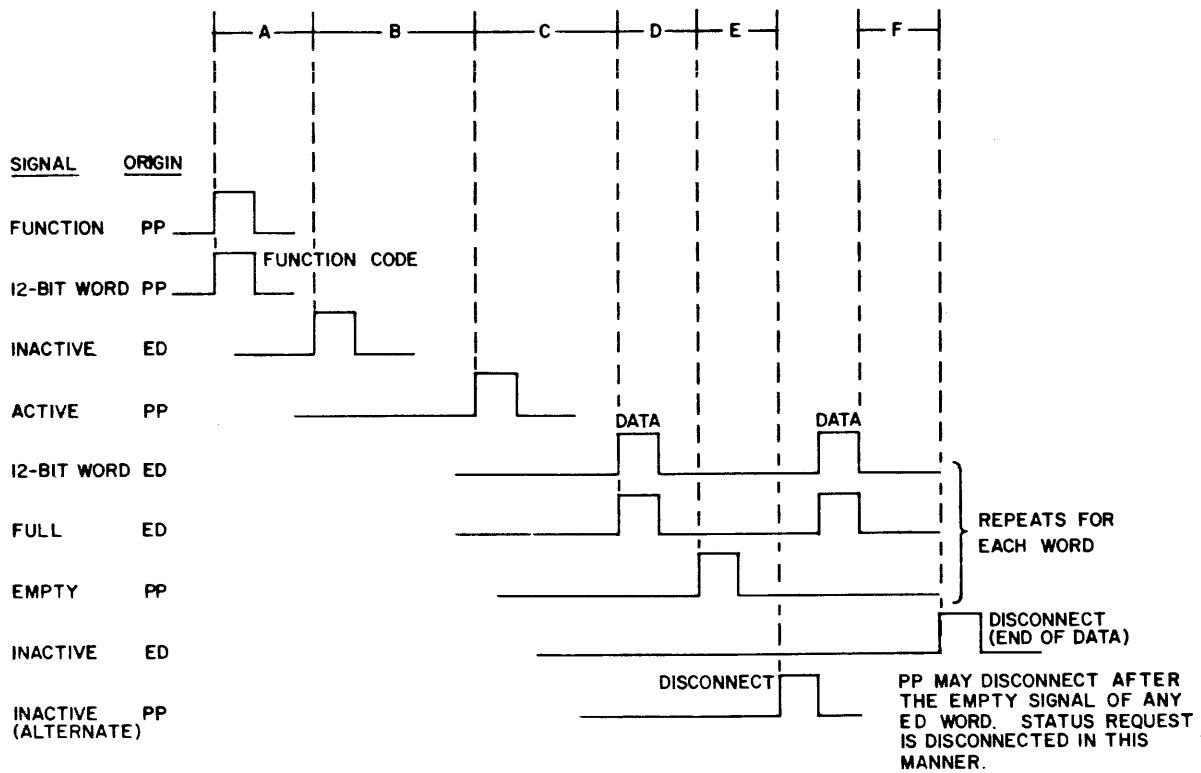 A B C D E F
SIGNAL ORIGIN
FUNCTION PP
FUNCTION CODE
12-BIT WORD PP
INACTIVE ED
ACTIVE PP
DATA DATA
12-BIT WORD ED
FULL ED
REPEATS FOR
EACH WORD
EMPTY PP
DISCONNECT
(END OF DATA)
INACTIVE ED
DISCONNECT
INACTIVE PP
(ALTERNATE)
PP MAY DISCONNECT AFTER
THE EMPTY SIGNAL OF ANY
ED WORD. STATUS REQUEST
IS DISCONNECTED IN THIS
MANNER.